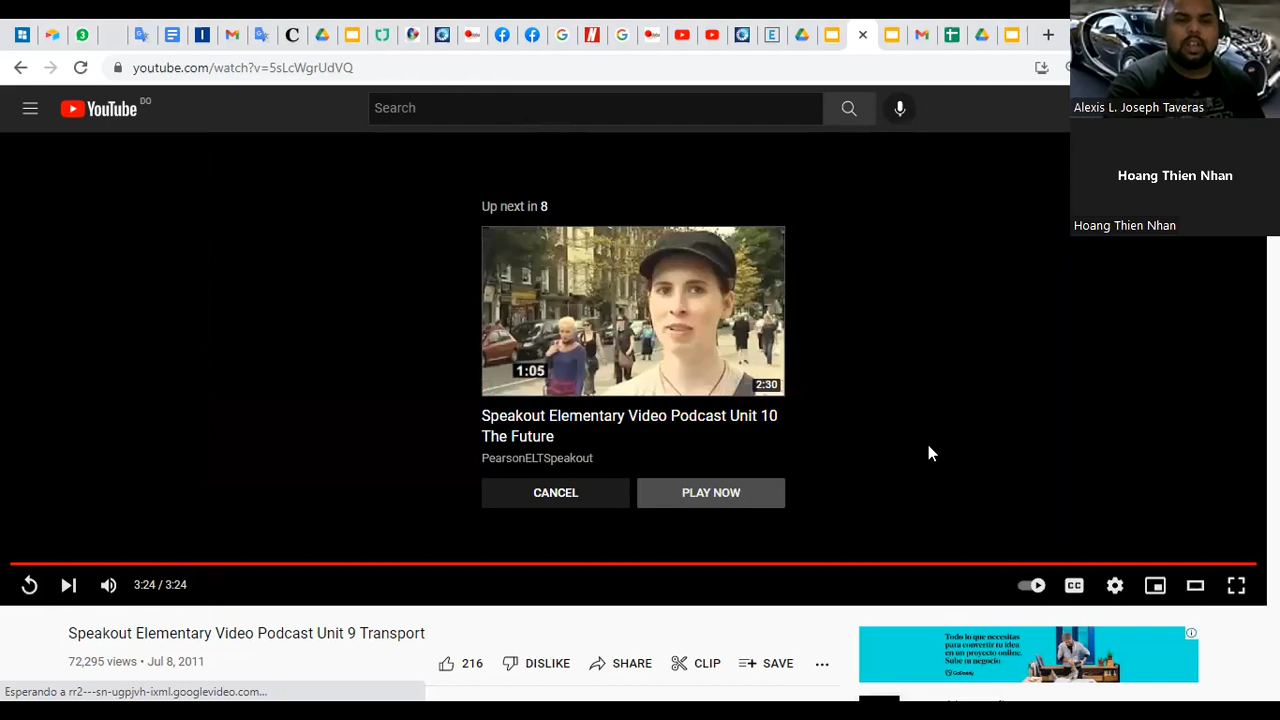 youtube.com/watch?v=5sLcWgrUdVQ
YouTube DO
Search
Alexis L. Joseph Taveras
Hoang Thien Nhan
Hoang Thien Nhan
Up next in 8
1:05
2:30
Speakout Elementary Video Podcast Unit 10
The Future
PearsonELTSpeakout
CANCEL
PLAY NOW
3:24 / 3:24
CC
Speakout Elementary Video Podcast Unit 9 Transport
72,295 views • Jul 8, 2011
216
DISLIKE
SHARE
CLIP
SAVE
Todo lo que necesitas
para convertir tu idea
en un proyecto online.
Sube tu negocio
GoDaddy
Esperando a rr2---sn-ugpjvh-ixml.googlevideo.com...